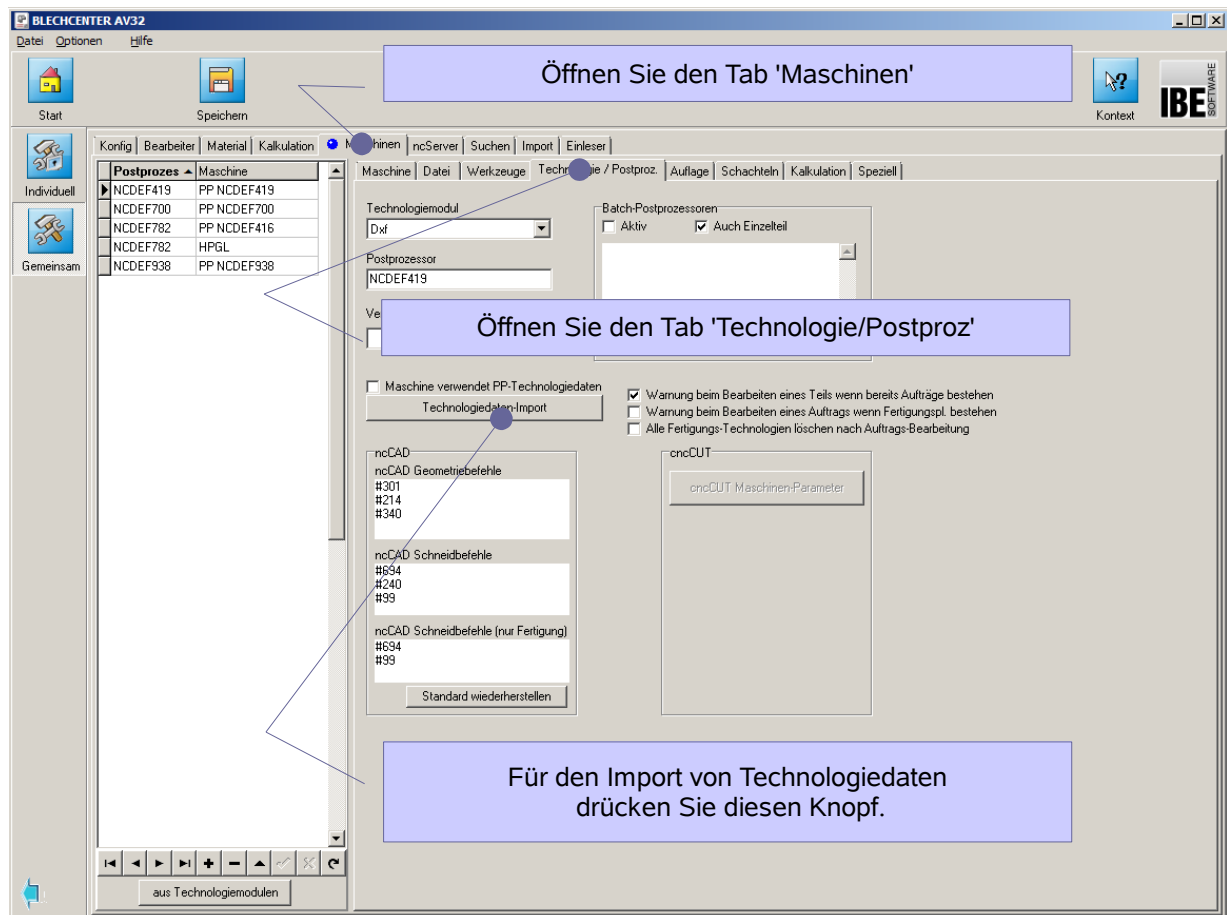 BLECHCENTER AV32
Datei Optionen Hilfe
Öffnen Sie den Tab 'Maschinen'
Start
Speichern
Kontext
IBE SOFTWARE
Konfig Bearbeiter Material Kalkulation ncServer Suchen Import Einleser
Individuell
Gemeinsam
Postprozes Maschine
NCDEF419 PP NCDEF419
NCDEF700 PP NCDEF700
NCDEF782 PP NCDEF416
NCDEF782 HPGL
NCDEF938 PP NCDEF938
Maschine Datei Werkzeuge / Postproz. Auflage Schachteln Kalkulation Speziell
Technologiemodul
Dxf
Postprozessor
NCDEF419
Batch-Postprozessoren
Aktiv Auch Einzelteil
Öffnen Sie den Tab 'Technologie/Postproz'
Maschine verwendet PP-Technologiedaten
Technologiedaten-Import
Warnung beim Bearbeiten eines Teils wenn bereits Aufträge bestehen
Warnung beim Bearbeiten eines Auftrags wenn Fertigungspl. bestehen
Alle Fertigungs-Technologien löschen nach Auftrags-Bearbeitung
ncCAD
ncCAD Geometriebefehle
#301
#214
#340
ncCAD Schneidbefehle
#694
#240
#99
ncCAD Schneidbefehle (nur Fertigung)
#694
#99
Standard wiederherstellen
cncCUT
cncCUT Maschinen-Parameter
Für den Import von Technologiedaten
drücken Sie diesen Knopf.
aus Technologiemodulen